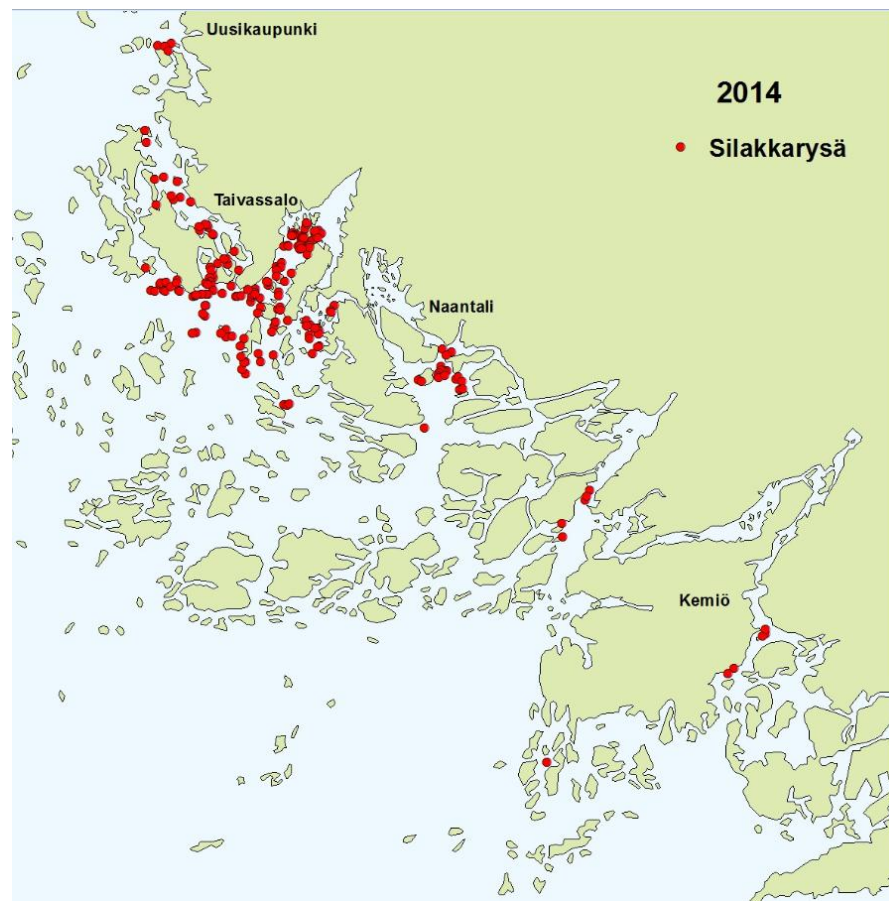 Uusikaupunki
2014
Silakkarysä
Taivassalo
Naantali
Kemiö